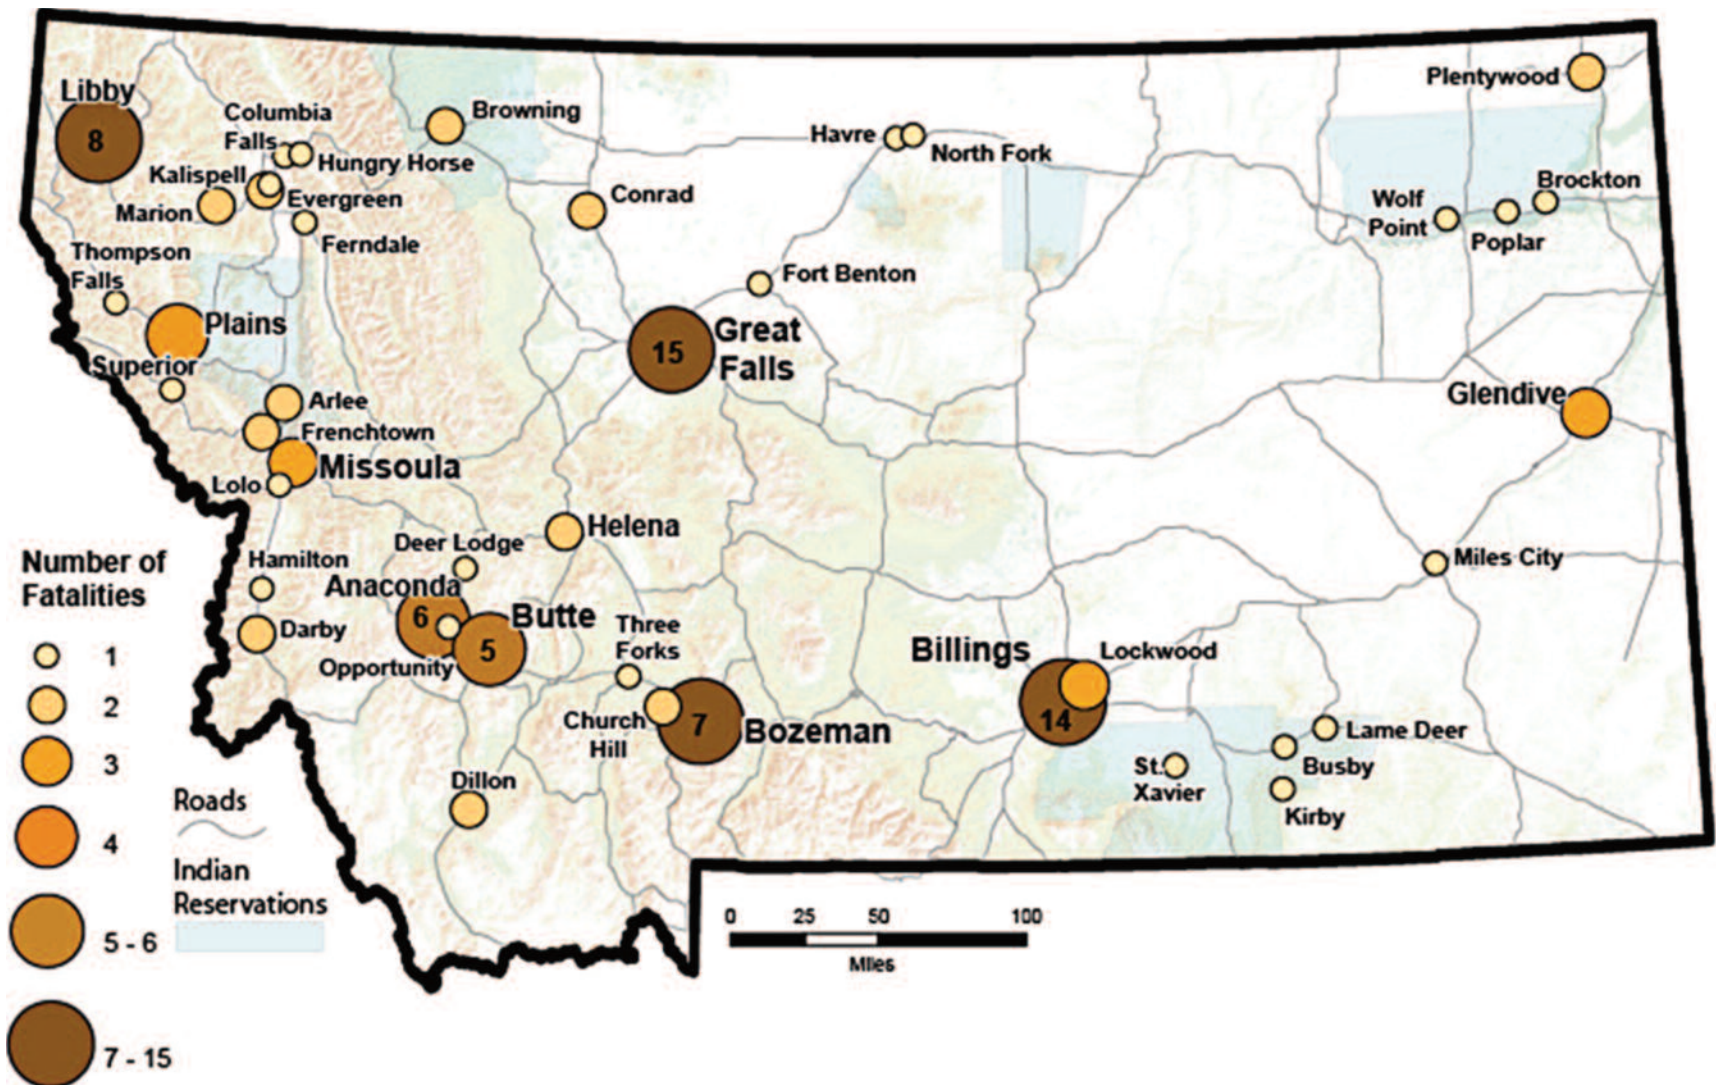 Libby
8
Columbia
Falls
Hungry Horse
Kalispell
Evergreen
Marion
Ferndale
Browning
Conrad
Havre
North Fork
Plentywood
Wolf
Point
Poplar
Brockton
Thompson
Falls
Plains
Superior
Fort Benton
15
Great
Falls
Glendive
Arlee
Frenchtown
Missoula
Lolo
Helena
Deer Lodge
Hamilton
Anaconda
6
Butte
5
Opportunity
Darby
Three
Forks
Church
Hill
7
Bozeman
Dillon
Miles City
Billings
Lockwood
14
Lame Deer
Busby
St.
Xavier
Kirby
Number of
Fatalities
1
2
3
4
5 - 6
7 - 15
Roads
Indian
Reservations
0 25 50 100
Miles